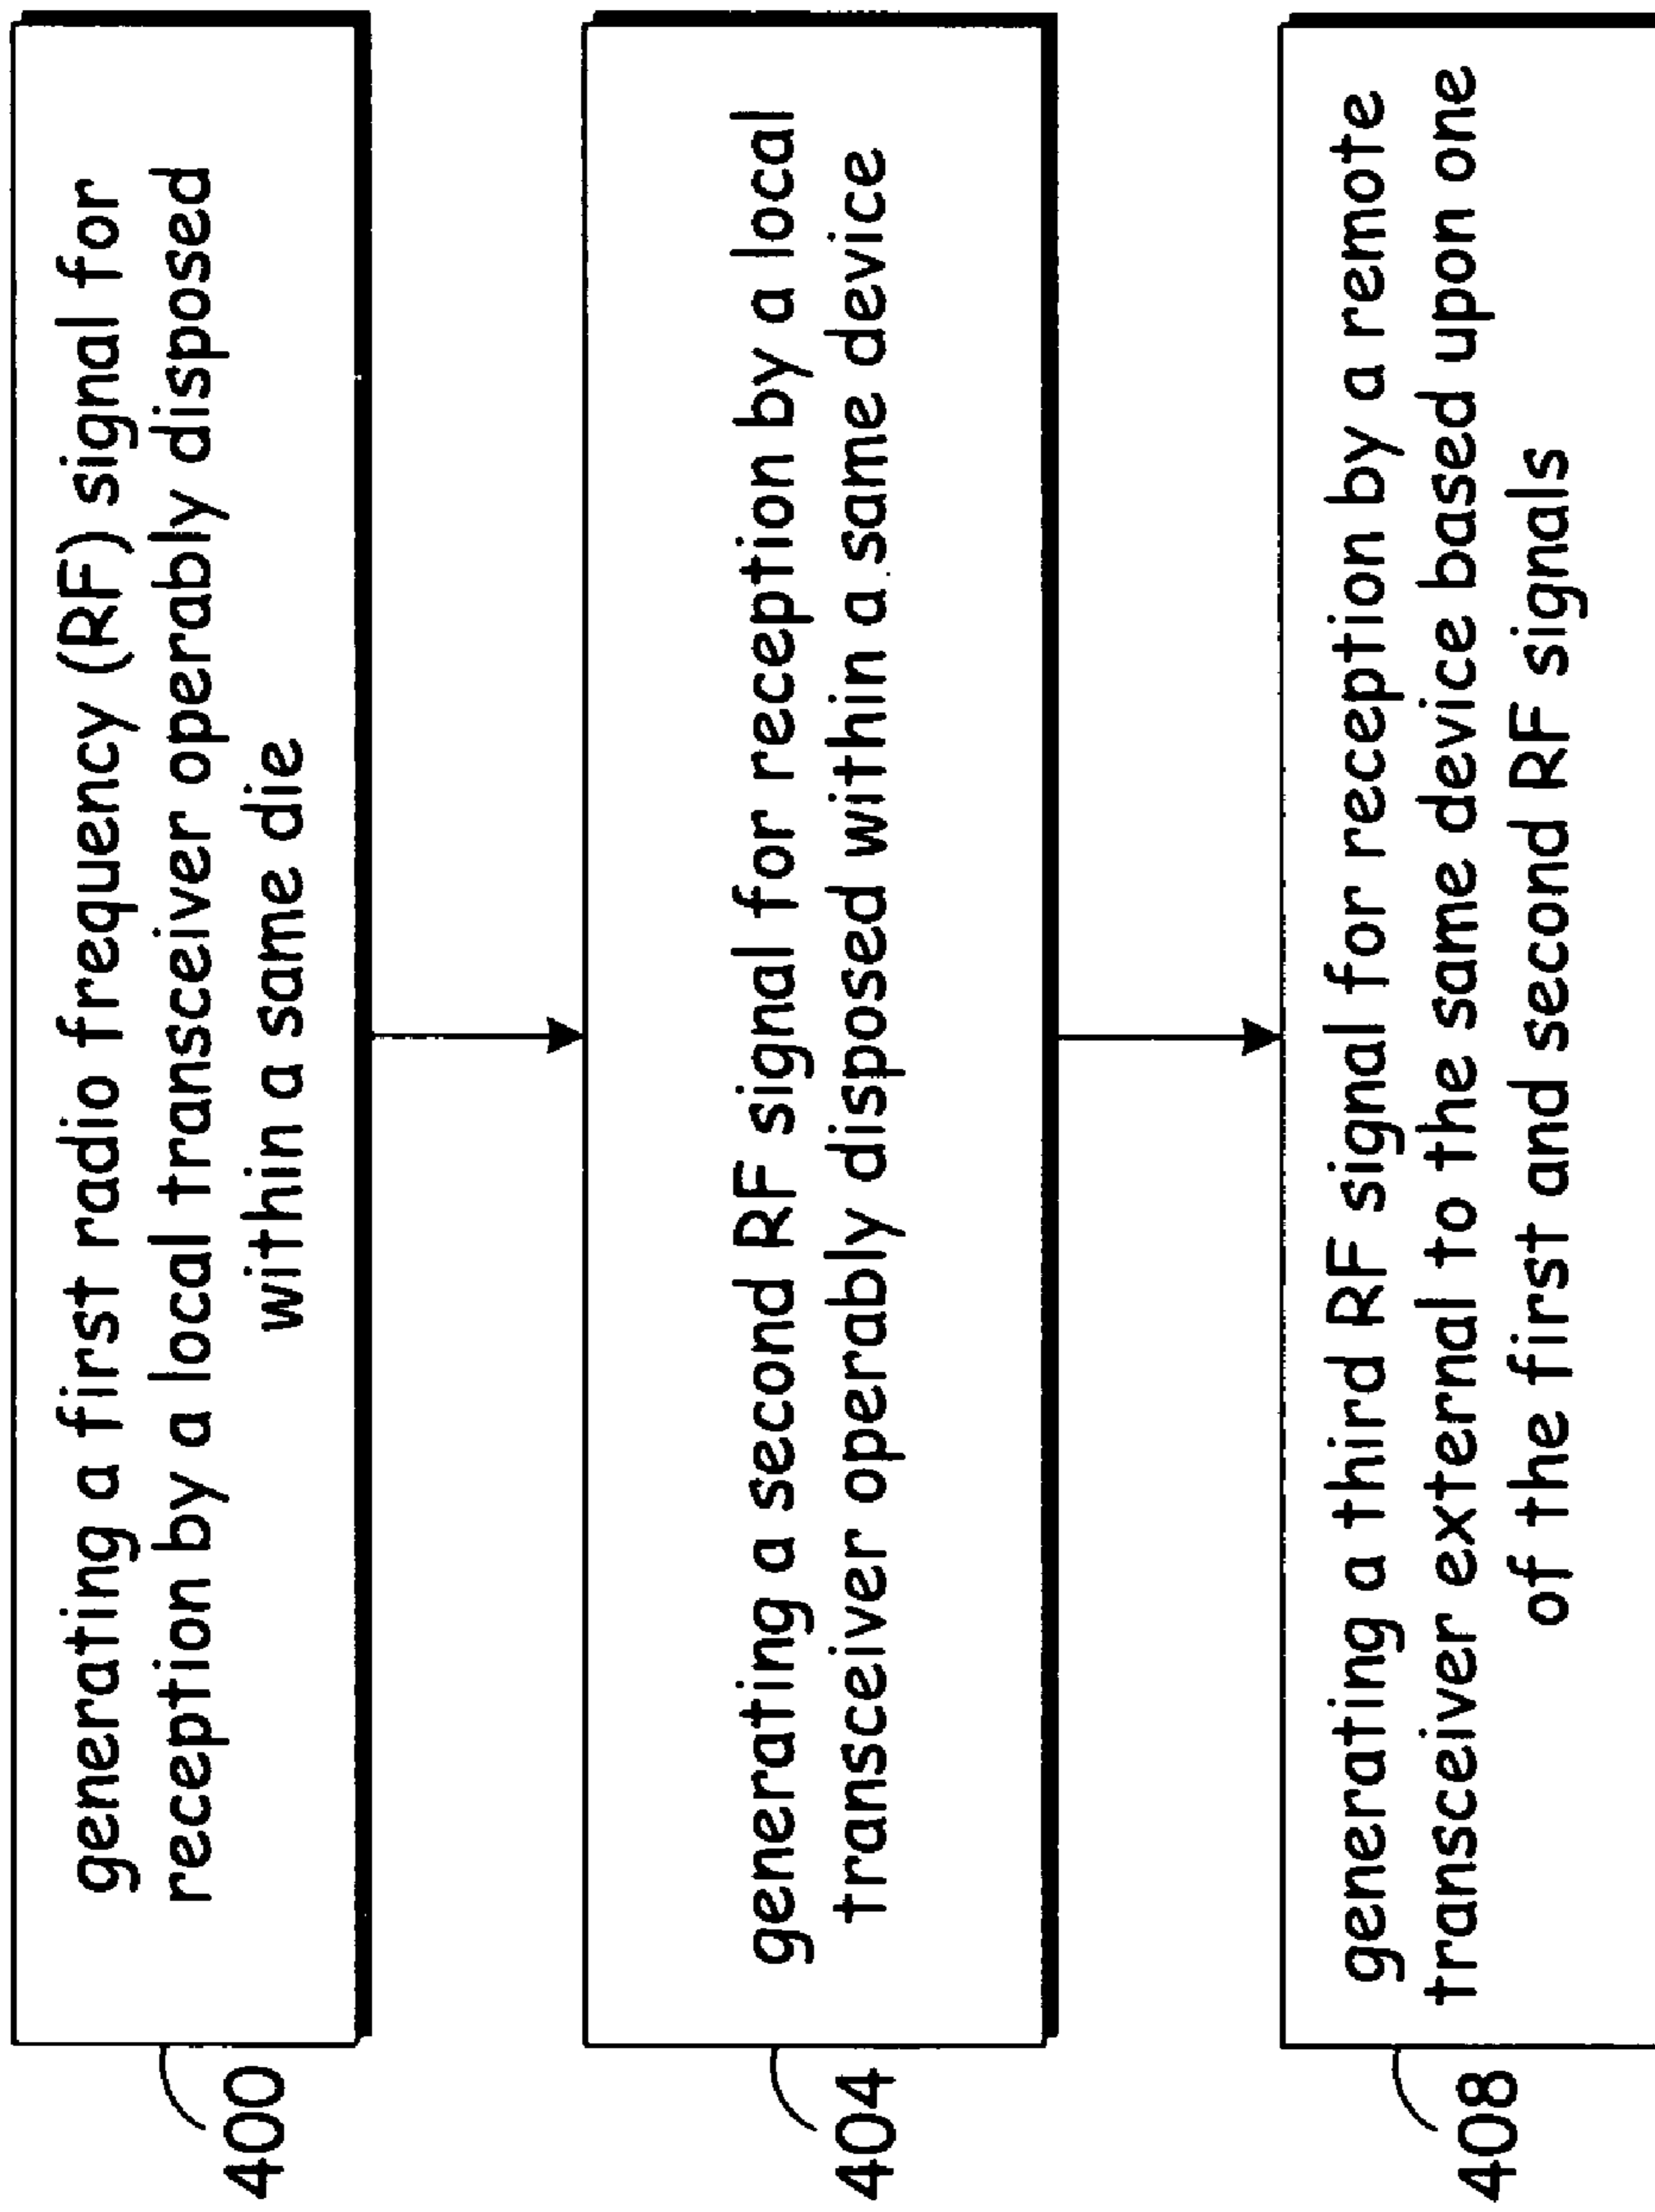 generating a first radio frequency (RF) signal for
reception by a local transceiver operably disposed
within a same die
400
generating a second RF signal for reception by a local
transceiver operably disposed within a same device
404
generating a third RF signal for reception by a remote
transceiver external to the same device based upon one
of the first and second RF signals
408